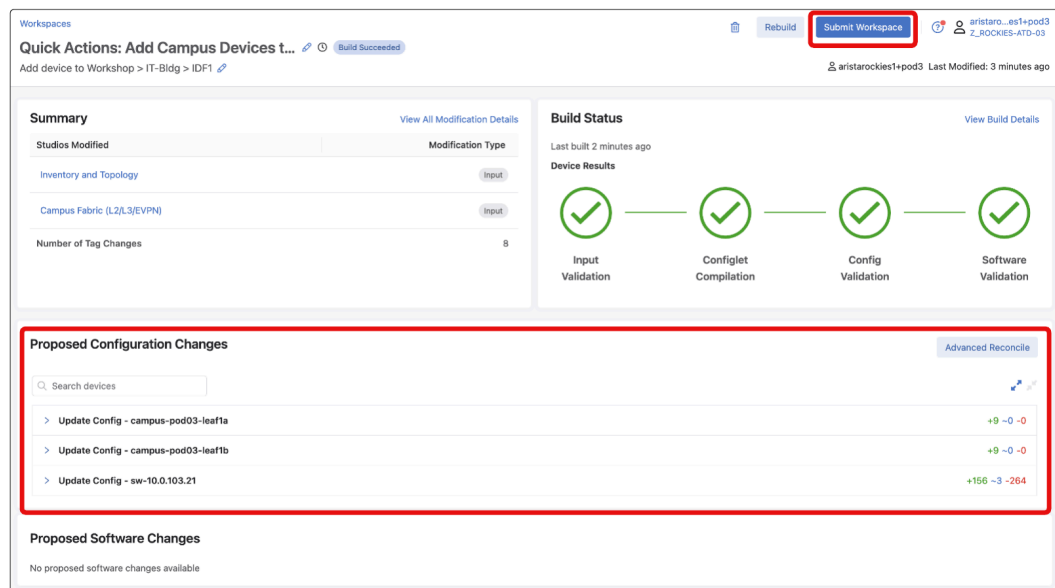 Workspaces
Quick Actions: Add Campus Devices t... Build Succeeded
Add device to Workshop > IT-Bldg > IDF1
Rebuild
Submit Workspace
aristaro...es1+pod3
Z_ROCKIES-ATD-03
aristarockies1+pod3 Last Modified: 3 minutes ago
Summary
View All Modification Details
Studios Modified Modification Type
Inventory and Topology Input
Campus Fabric (L2/L3/EVPN) Input
Number of Tag Changes 8
Build Status
View Build Details
Last built 2 minutes ago
Device Results
Input Validation
Configlet Compilation
Config Validation
Software Validation
Proposed Configuration Changes
Advanced Reconcile
Search devices
Update Config - campus-pod03-leaf1a +9 ~0 -0
Update Config - campus-pod03-leaf1b +9 ~0 -0
Update Config - sw-10.0.103.21 +156 ~3 -264
Proposed Software Changes
No proposed software changes available